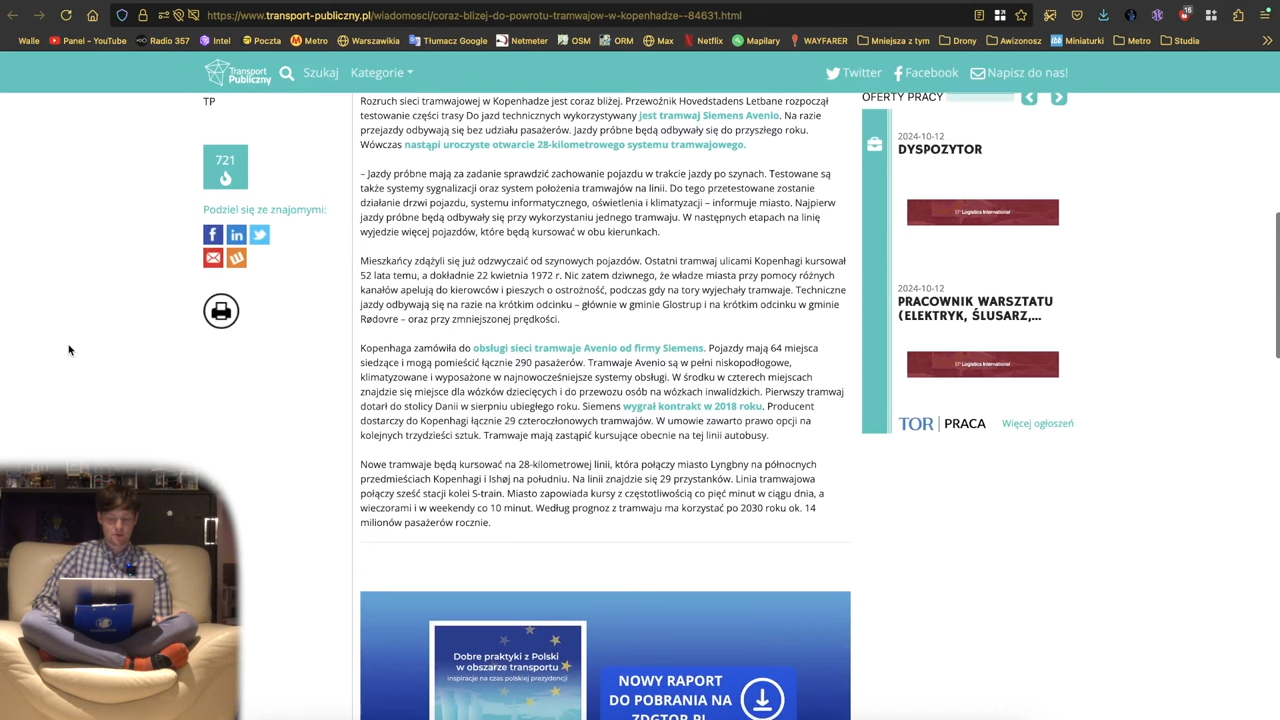 https://www.transport-publiczny.pl/wiadomosci/coraz-blizej-do-powrotu-tramwajow-w-kopenhadze--84631.html
15
Walle
Panel - YouTube
Radio 357
Intel
Poczta
Metro
Warszawikia
Tłumacz Google
Netmeter
OSM
ORM
Max
Netflix
Mapilary
WAYFARER
Mniejsza z tym
Drony
Awizonosz
Miniaturki
Metro
Studia
Transport Publiczny
Szukaj
Kategorie
Twitter
Facebook
Napisz do nas!
TP
721
Podziel się ze znajomymi:
Rozruch sieci tramwajowej w Kopenhadze jest coraz bliżej. Przewoźnik Hovedstadens Letbane rozpoczął
testowanie części trasy Do jazd technicznych wykorzystywany jest tramwaj Siemens Avenio. Na razie
przejazdy odbywają się bez udziału pasażerów. Jazdy próbne będą odbywały się do przyszłego roku.
Wówczas nastąpi uroczyste otwarcie 28-kilometrowego systemu tramwajowego.
– Jazdy próbne mają za zadanie sprawdzić zachowanie pojazdu w trakcie jazdy po szynach. Testowane są
także systemy sygnalizacji oraz system położenia tramwajów na linii. Do tego przetestowane zostanie
działanie drzwi pojazdu, systemu informatycznego, oświetlenia i klimatyzacji – informuje miasto. Najpierw
jazdy próbne będą odbywały się przy wykorzystaniu jednego tramwaju. W następnych etapach na linię
wyjedzie więcej pojazdów, które będą kursować w obu kierunkach.
Mieszkańcy zdążyli się już odzwyczaić od szynowych pojazdów. Ostatni tramwaj ulicami Kopenhagi kursował
52 lata temu, a dokładnie 22 kwietnia 1972 r. Nic zatem dziwnego, że władze miasta przy pomocy różnych
kanałów apelują do kierowców i pieszych o ostrożność, podczas gdy na tory wyjechały tramwaje. Techniczne
jazdy odbywają się na razie na krótkim odcinku – głównie w gminie Glostrup i na krótkim odcinku w gminie
Rødovre – oraz przy zmniejszonej prędkości.
Kopenhaga zamówiła do obsługi sieci tramwaje Avenio od firmy Siemens. Pojazdy mają 64 miejsca
siedzące i mogą pomieścić łącznie 290 pasażerów. Tramwaje Avenio są w pełni niskopodłogowe,
klimatyzowane i wyposażone w najnowocześniejsze systemy obsługi. W środku w czterech miejscach
znajdzie się miejsce dla wózków dziecięcych i do przewozu osób na wózkach inwalidzkich. Pierwszy tramwaj
dotarł do stolicy Danii w sierpniu ubiegłego roku. Siemens wygrał kontrakt w 2018 roku. Producent
dostarczy do Kopenhagi łącznie 29 czteroczłonowych tramwajów. W umowie zawarto prawo opcji na
kolejnych trzydzieści sztuk. Tramwaje mają zastąpić kursujące obecnie na tej linii autobusy.
Nowe tramwaje będą kursować na 28-kilometrowej linii, która połączy miasto Lyngbny na północnych
przedmieściach Kopenhagi i Ishøj na południu. Na linii znajdzie się 29 przystanków. Linia tramwajowa
połączy sześć stacji kolei S-train. Miasto zapowiada kursy z częstotliwością co pięć minut w ciągu dnia, a
wieczorami i w weekendy co 10 minut. Według prognoz z tramwaju ma korzystać po 2030 roku ok. 14
milionów pasażerów rocznie.
OFERTY PRACY
2024-10-12
DYSPOZYTOR
Logistics International
2024-10-12
PRACOWNIK WARSZTATU
(ELEKTRYK, ŚLUSARZ,...
Logistics International
TOR | PRACA
Więcej ogłoszeń
Dobre praktyki z Polski
w obszarze transportu
inspiracje na czas polskiej prezydencji
NOWY RAPORT
DO POBRANIA NA
ZDGTOR.PL